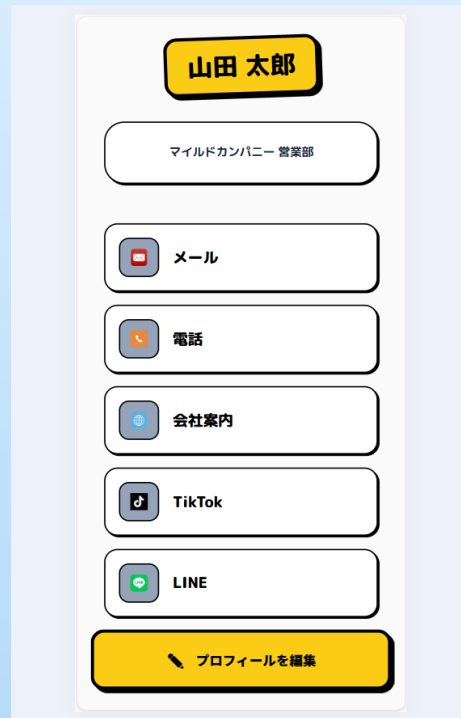 山田 太郎
マイルドカンパニー 営業部
メール
電話
会社案内
TikTok
LINE
プロフィールを編集